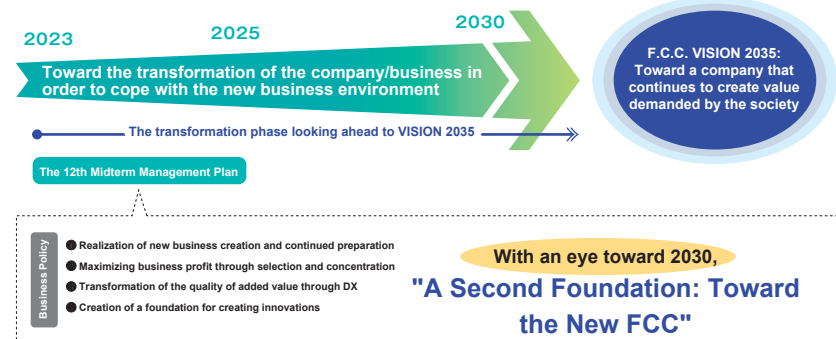 2023
2025
2030
Toward the transformation of the company/business in
order to cope with the new business environment
F.C.C. VISION 2035:
Toward a company that
continues to create value
demanded by the society
The transformation phase looking ahead to VISION 2035
The 12th Midterm Management Plan
Business Policy
Realization of new business creation and continued preparation
Maximizing business profit through selection and concentration
Transformation of the quality of added value through DX
Creation of a foundation for creating innovations
With an eye toward 2030,
"A Second Foundation: Toward
the New FCC"